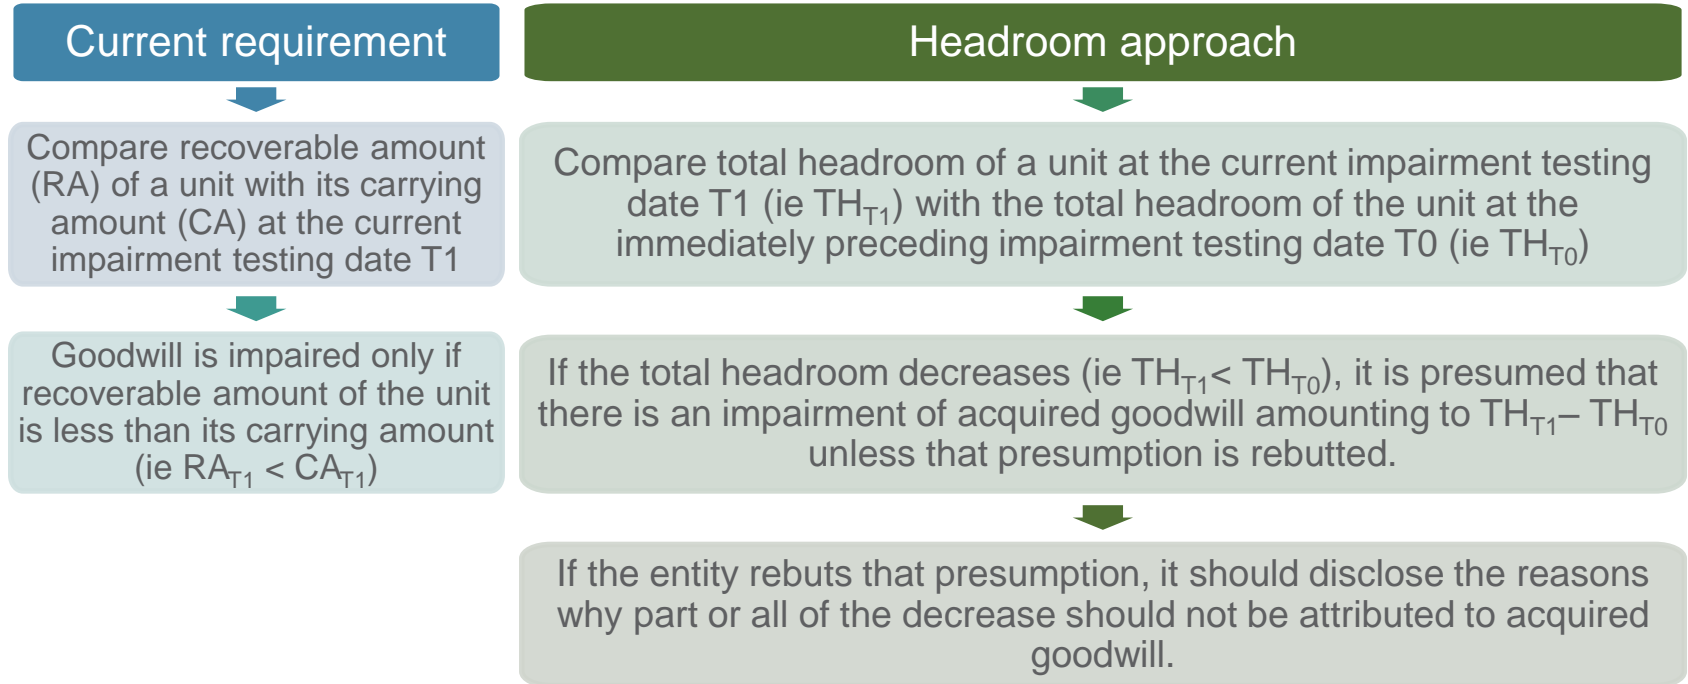 Current requirement
Compare recoverable amount
(RA) of a unit with its carrying
amount (CA) at the current
impairment testing date T1
Goodwill is impaired only if
recoverable amount of the unit
is less than its carrying amount
(ie RA_T1 < CA_T1)
Headroom approach
Compare total headroom of a unit at the current impairment testing
date T1 (ie TH_T1) with the total headroom of the unit at the
immediately preceding impairment testing date T0 (ie TH_T0)
If the total headroom decreases (ie TH_T1< TH_T0), it is presumed that
there is an impairment of acquired goodwill amounting to TH_T1– TH_T0
unless that presumption is rebutted.
If the entity rebuts that presumption, it should disclose the reasons
why part or all of the decrease should not be attributed to acquired
goodwill.